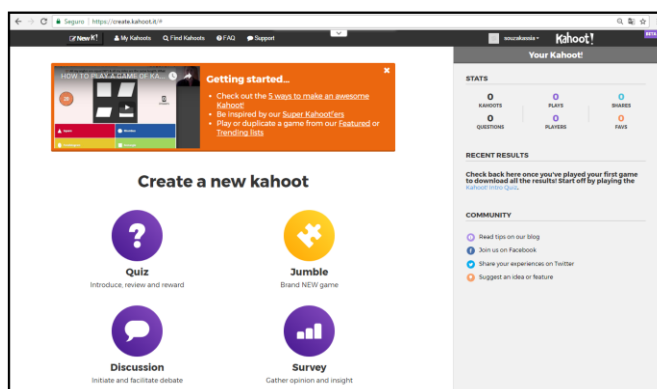 Seguro | https://create.kahoot.it/#
New K! My Kahoots Find Kahoots FAQ Support
Kahoot! BETA
Your Kahoot!
HOW TO PLAY A GAME OF KA...
Getting started...
Check out the 5 ways to make an awesome
Kahoot!
Be inspired by our Super Kahoot!ers
Play or duplicate a game from our Featured or
Trending lists
STATS
0 0 0
KAHOOTS PLAYS SHARES
0 0 0
QUESTIONS PLAYERS FAVS
RECENT RESULTS
Check back here once you've played your first game
to download all the results! Start off by playing the
Kahoot! Intro Quiz.
COMMUNITY
Read tips on our blog
Join us on Facebook
Share your experiences on Twitter
Suggest an idea or feature
Create a new kahoot
Quiz
Introduce, review and reward
Jumble
Brand NEW game
Discussion
Initiate and facilitate debate
Survey
Gather opinion and insight